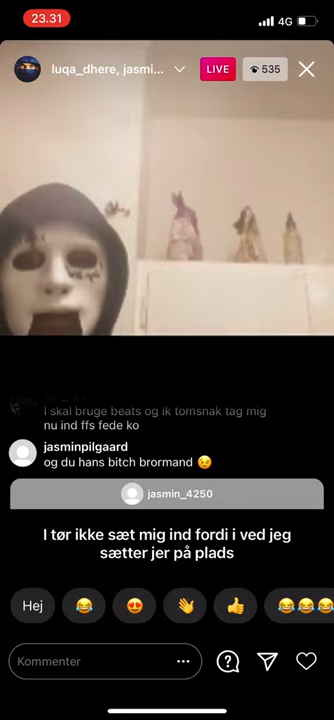 23.31
4G
luqa_dhere, jasmi...
LIVE
535
I skal bruge beats og ik tomsnak tag mig
nu ind ffs fede ko
jasminpilgaard
og du hans bitch brormand 😉
jasmin_4250
I tør ikke sæt mig ind fordi i ved jeg
sætter jer på plads
Hej
Kommenter